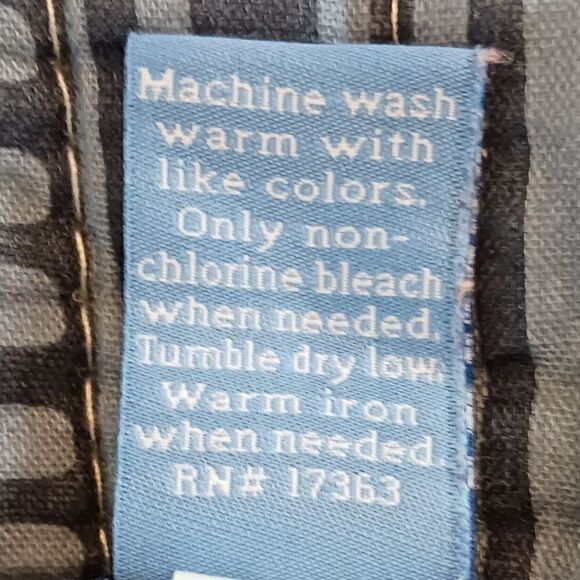 Machine wash
warm with
like colors.
Only non-
chlorine bleach
when needed.
Tumble dry low.
Warm iron
when needed.
RN# 17363